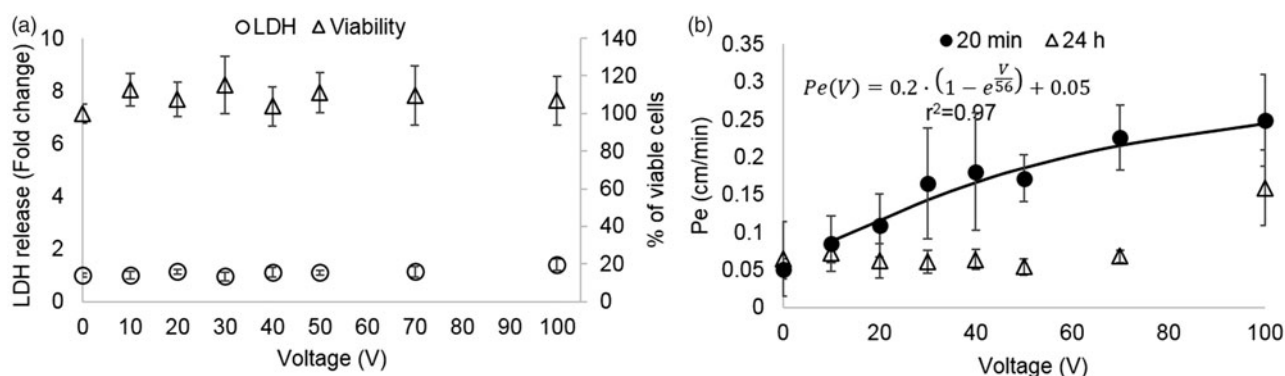 (a)
LDH Viability
LDH release (Fold change)
10
8
6
4
2
0
140
120
100
80
60
40
20
0
% of viable cells
0 10 20 30 40 50 60 70 80 90 100
Voltage (V)
(b)
20 min 24 h
Pe(V) = 0.2 · (1 − e^{V/56}) + 0.05
r²=0.97
Pe (cm/min)
0.35
0.3
0.25
0.2
0.15
0.1
0.05
0
0 20 40 60 80 100
Voltage (V)